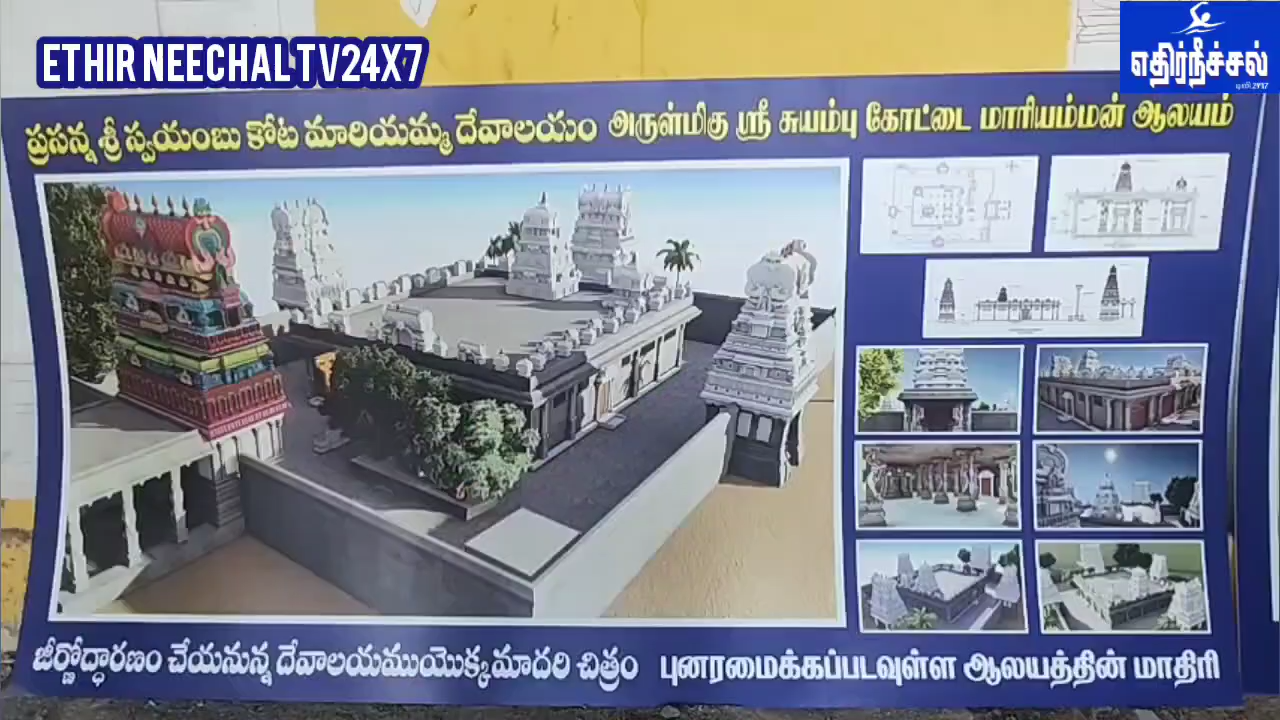 ETHIR NEECHAL TV24X7
எதிர்நீச்சல்
ప్రసన్న శ్రీ స్వయంబు కోట మారియమ్మ దేవాలయం அருள்மிகு ஸ்ரீ சுயம்பு கோட்டை மாரியம்மன் ஆலயம்
జీర్ణోద్ధారణం చేయనున్న దేవాలయముయొక్క మాదరి చిత్రం புனரமைக்கப்படவுள்ள ஆலயத்தின் மாதிரி